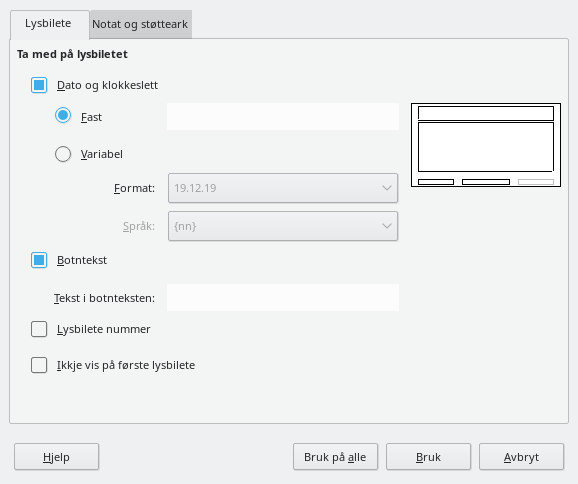 Lysbilete
Notat og støtteark
Ta med på lysbiletet
Dato og klokkeslett
Fast
Variabel
Format:
19.12.19
Språk:
{nn}
Botntekst
Tekst i botnteksten:
Lysbilete nummer
Ikkje vis på første lysbilete
Hjelp
Bruk på alle
Bruk
Avbryt